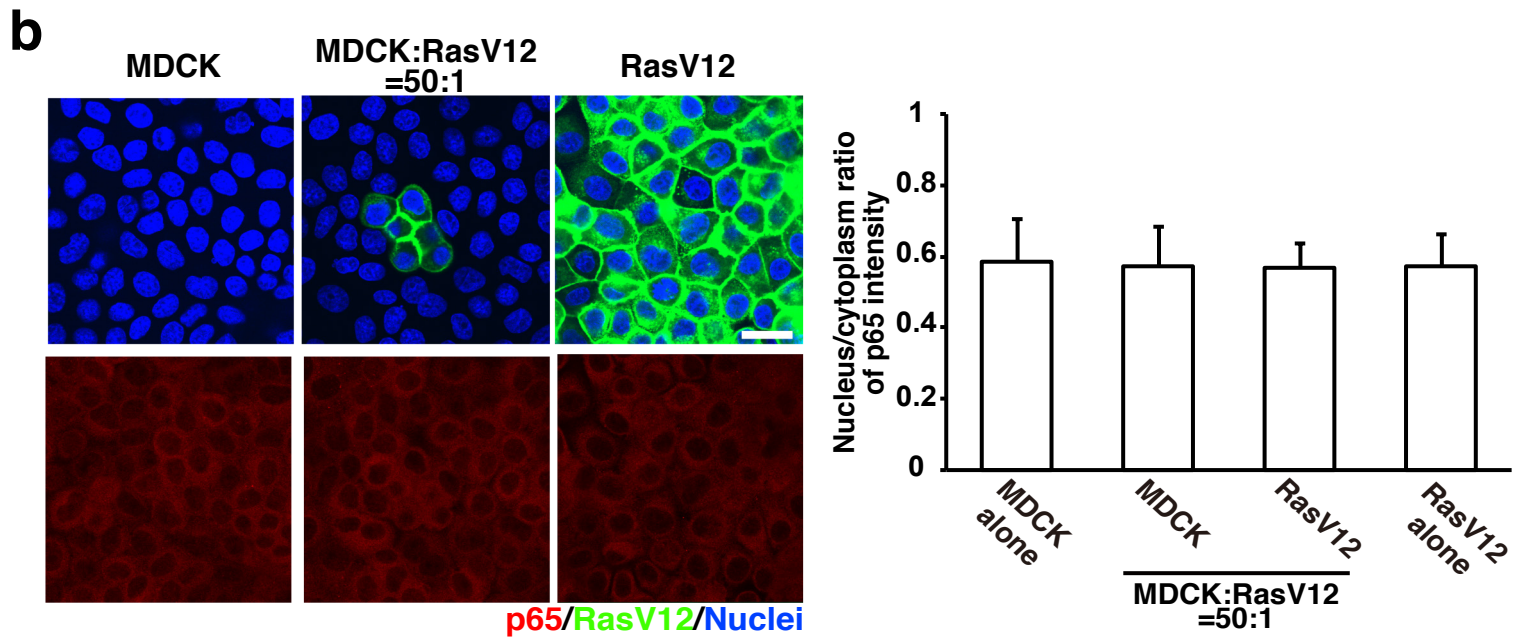 b
MDCK
MDCK:RasV12
=50:1
RasV12
p65/RasV12/Nuclei
Nucleus/cytoplasm ratio
of p65 intensity
1
0.8
0.6
0.4
0.2
0
MDCK
alone
MDCK
RasV12
RasV12
alone
MDCK:RasV12
=50:1